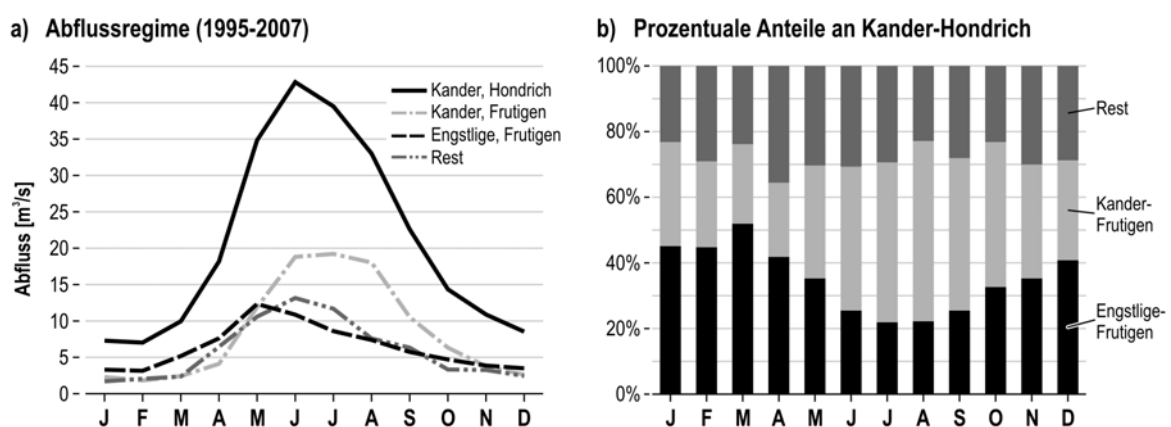 a) Abflussregime (1995-2007)
Abfluss [m³/s]
45
40
35
30
25
20
15
10
5
0
J F M A M J J A S O N D
Kander, Hondrich
Kander, Frutigen
Engstlige, Frutigen
Rest
b) Prozentuale Anteile an Kander-Hondrich
100%
80%
60%
40%
20%
0%
J F M A M J J A S O N D
Rest
Kander-
Frutigen
Engstlige-
Frutigen